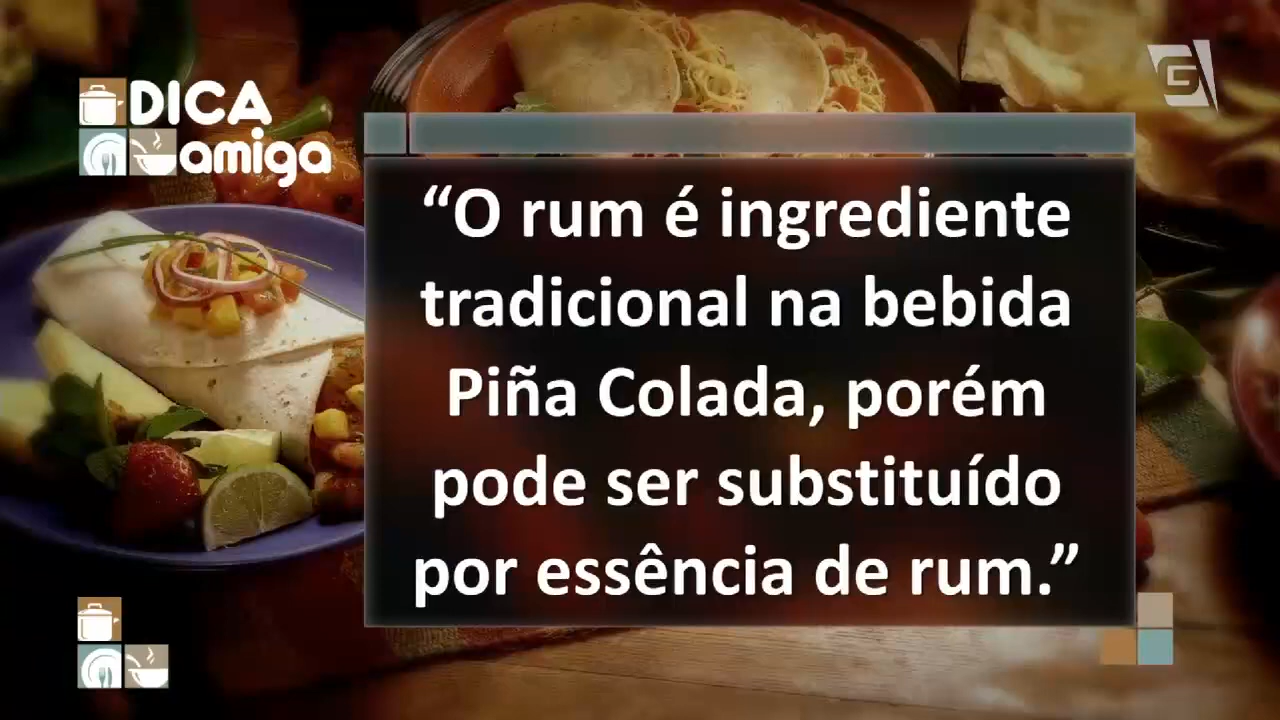 DICA
amiga
G
“O rum é ingrediente
tradicional na bebida
Piña Colada, porém
pode ser substituído
por essência de rum.”